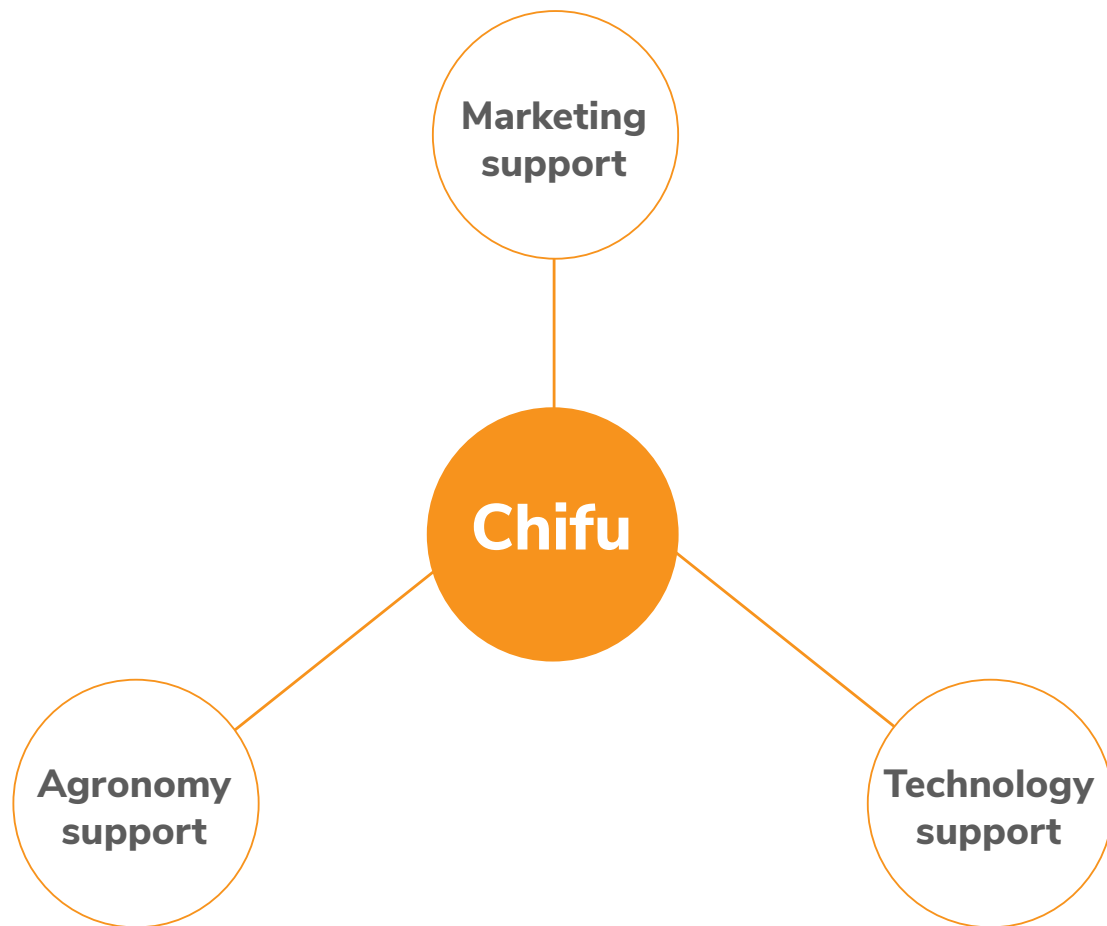 Marketing
support
Chifu
Agronomy
support
Technology
support